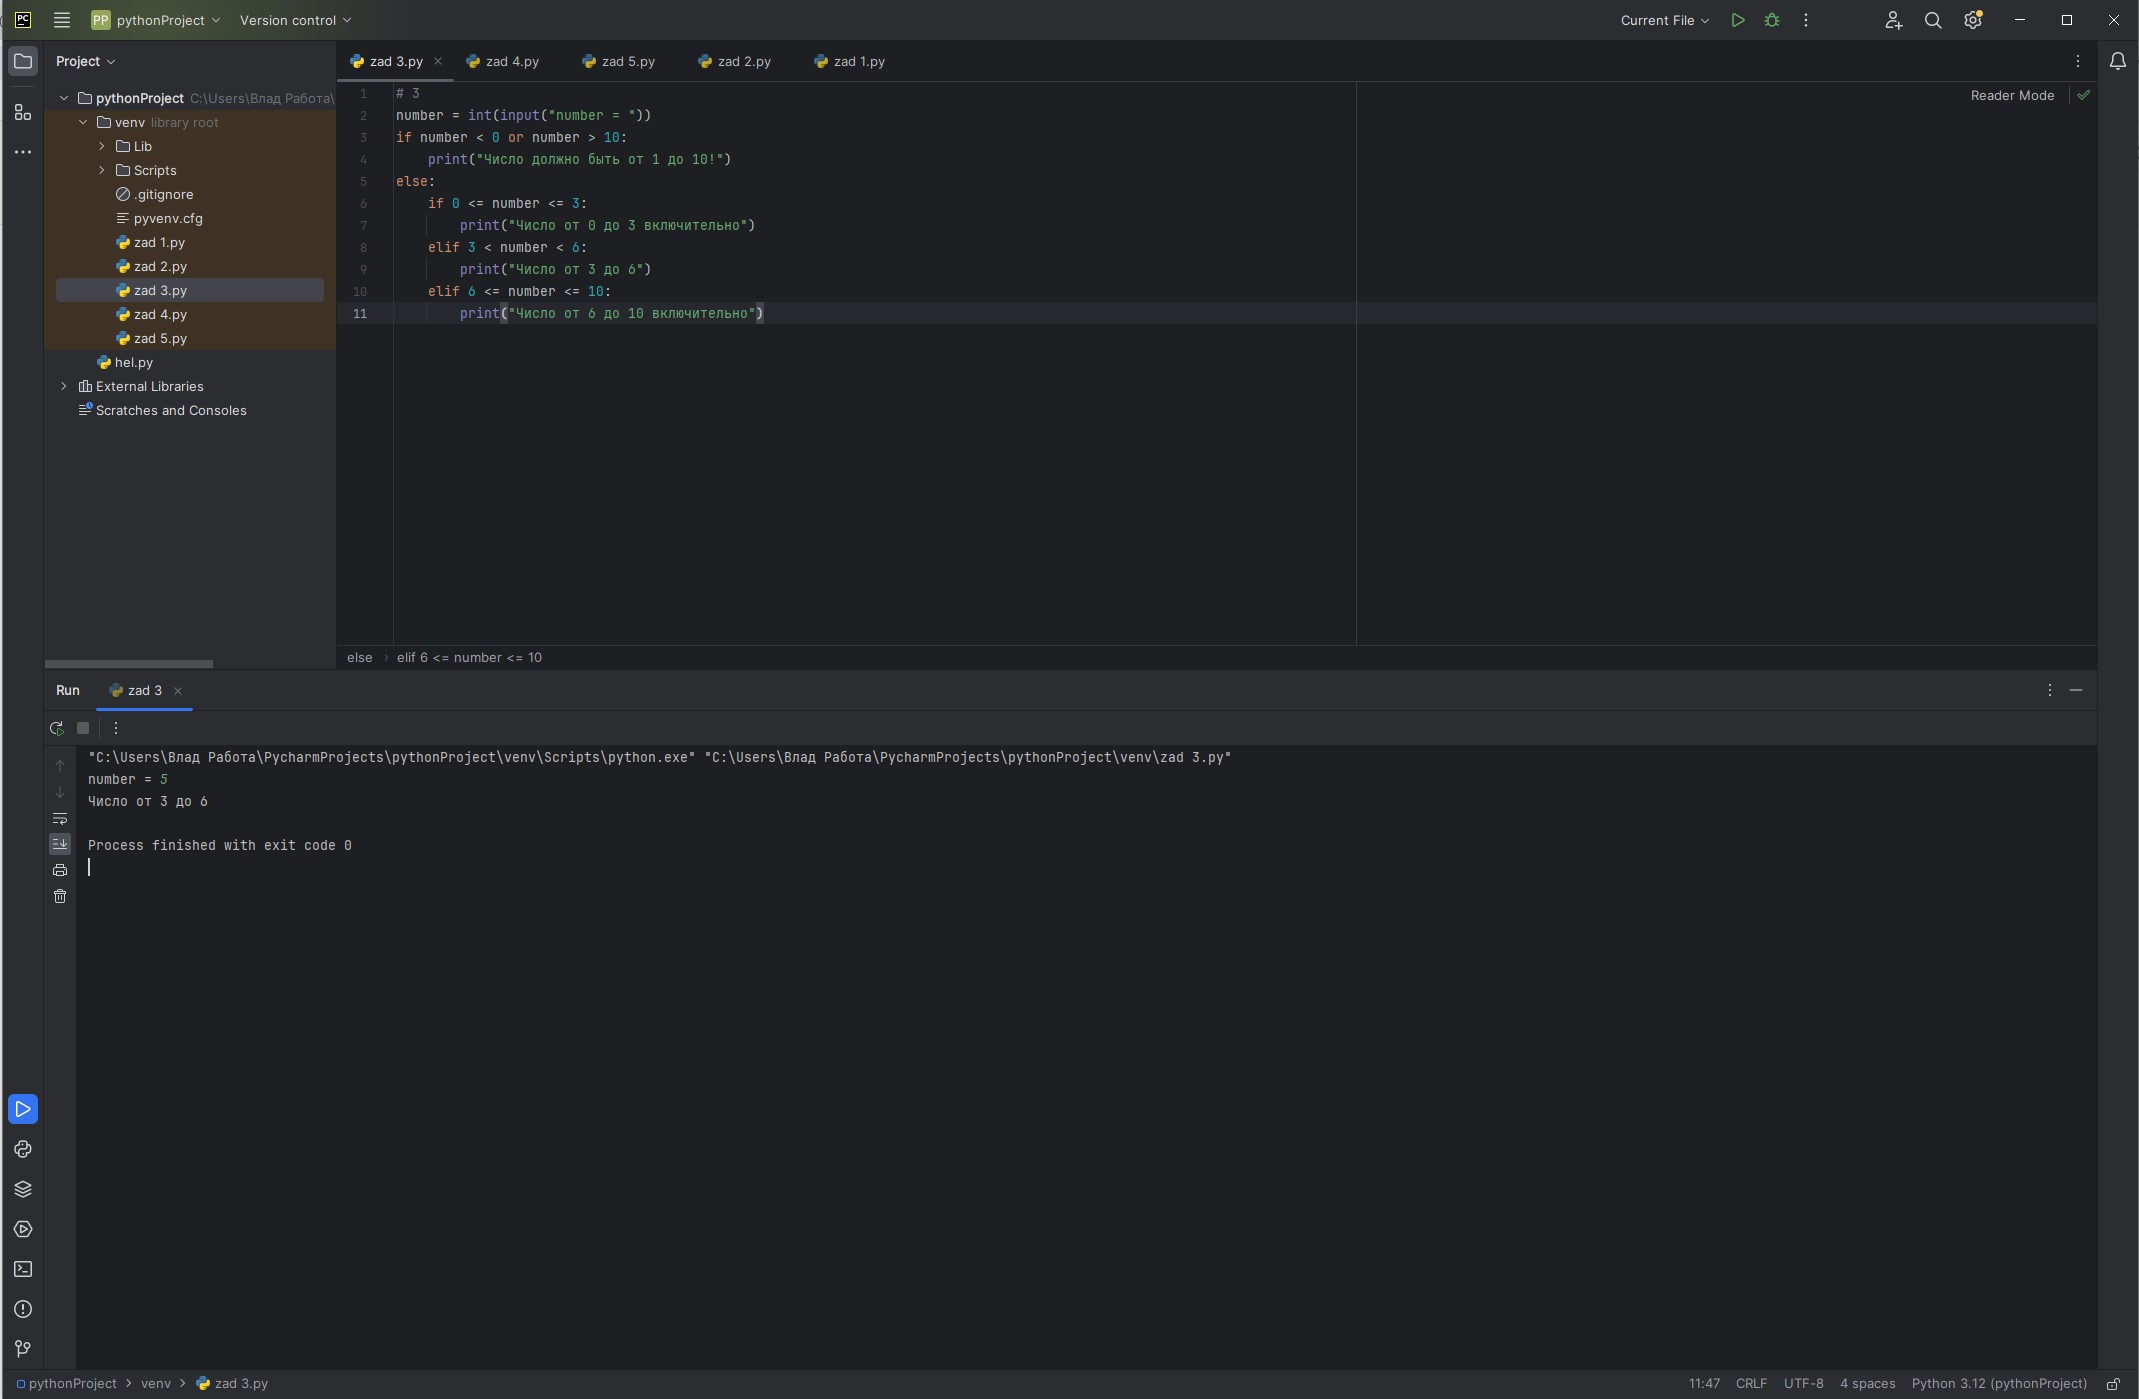 PC PP pythonProject Version control Current File
Project
zad 3.py zad 4.py zad 5.py zad 2.py zad 1.py
pythonProject C:\Users\Влад Работа\
venv library root
Lib
Scripts
.gitignore
pyvenv.cfg
zad 1.py
zad 2.py
zad 3.py
zad 4.py
zad 5.py
hel.py
External Libraries
Scratches and Consoles
Reader Mode
1 # 3
2 number = int(input("number = "))
3 if number < 0 or number > 10:
4     print("Число должно быть от 1 до 10!")
5 else:
6     if 0 <= number <= 3:
7         print("Число от 0 до 3 включительно")
8     elif 3 < number < 6:
9         print("Число от 3 до 6")
10     elif 6 <= number <= 10:
11         print("Число от 6 до 10 включительно")
else › elif 6 <= number <= 10
Run zad 3
"C:\Users\Влад Работа\PycharmProjects\pythonProject\venv\Scripts\python.exe" "C:\Users\Влад Работа\PycharmProjects\pythonProject\venv\zad 3.py"
number = 5
Число от 3 до 6
Process finished with exit code 0
pythonProject > venv > zad 3.py 11:47 CRLF UTF-8 4 spaces Python 3.12 (pythonProject)